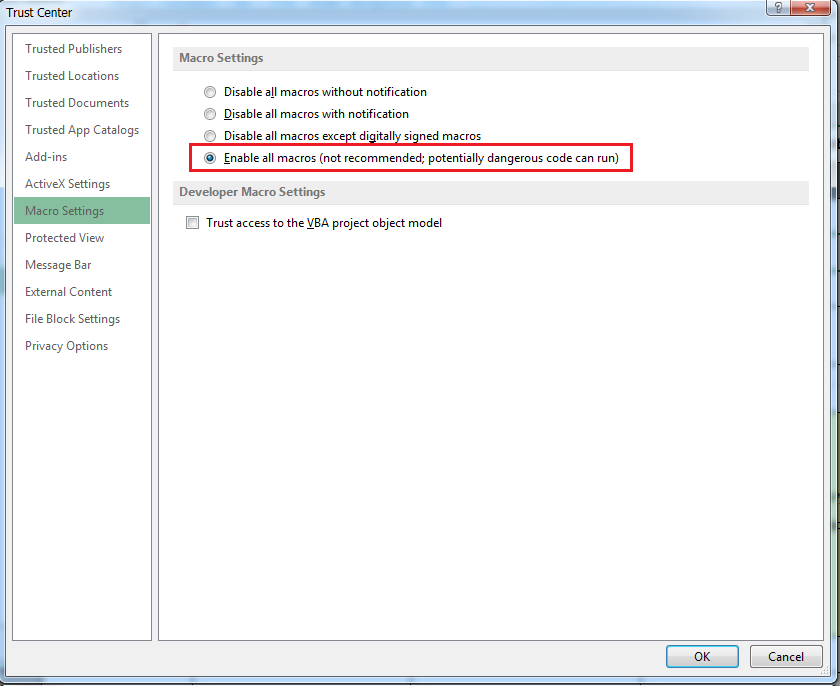 Trust Center
Trusted Publishers
Trusted Locations
Trusted Documents
Trusted App Catalogs
Add-ins
ActiveX Settings
Macro Settings
Protected View
Message Bar
External Content
File Block Settings
Privacy Options
Macro Settings
Disable all macros without notification
Disable all macros with notification
Disable all macros except digitally signed macros
Enable all macros (not recommended; potentially dangerous code can run)
Developer Macro Settings
Trust access to the VBA project object model
OK
Cancel